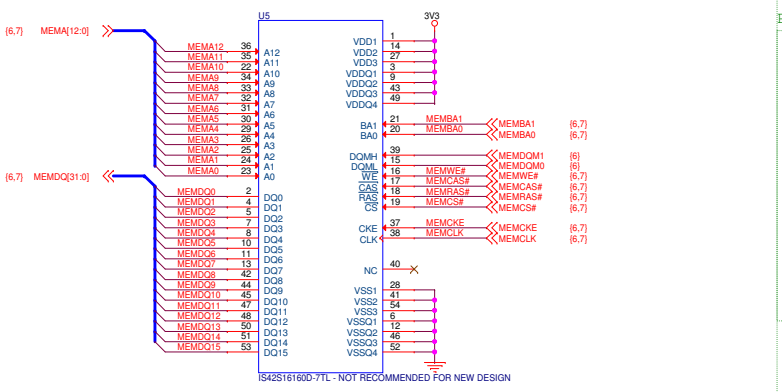 U5
3V3
{6,7} MEMA[12:0]
MEMA12 36 A12
MEMA11 35 A11
MEMA10 22 A10
MEMA9 34 A9
MEMA8 33 A8
MEMA7 32 A7
MEMA6 31 A6
MEMA5 30 A5
MEMA4 29 A4
MEMA3 26 A3
MEMA2 25 A2
MEMA1 24 A1
MEMA0 23 A0
{6,7} MEMDQ[31:0]
MEMDQ0 2 DQ0
MEMDQ1 4 DQ1
MEMDQ2 5 DQ2
MEMDQ3 7 DQ3
MEMDQ4 8 DQ4
MEMDQ5 10 DQ5
MEMDQ6 11 DQ6
MEMDQ7 13 DQ7
MEMDQ8 42 DQ8
MEMDQ9 44 DQ9
MEMDQ10 45 DQ10
MEMDQ11 47 DQ11
MEMDQ12 48 DQ12
MEMDQ13 50 DQ13
MEMDQ14 51 DQ14
MEMDQ15 53 DQ15
VDD1 1
VDD2 14
VDD3 27
VDDQ1 3
VDDQ2 9
VDDQ3 43
VDDQ4 49
BA1 21 MEMBA1 MEMBA1 {6,7}
BA0 20 MEMBA0 MEMBA0 {6,7}
DQMH 39 MEMDQM1 {6}
DQML 15 MEMDQM0 {6}
WE 16 MEMWE# MEMWE# {6,7}
CAS 17 MEMCAS# MEMCAS# {6,7}
RAS 18 MEMRAS# MEMRAS# {6,7}
CS 19 MEMCS# MEMCS# {6,7}
CKE 37 MEMCKE MEMCKE {6,7}
CLK 38 MEMCLK MEMCLK {6,7}
NC 40
VSS1 28
VSS2 41
VSS3 54
VSSQ1 6
VSSQ2 12
VSSQ3 46
VSSQ4 52
IS42S16160D-7TL - NOT RECOMMENDED FOR NEW DESIGN